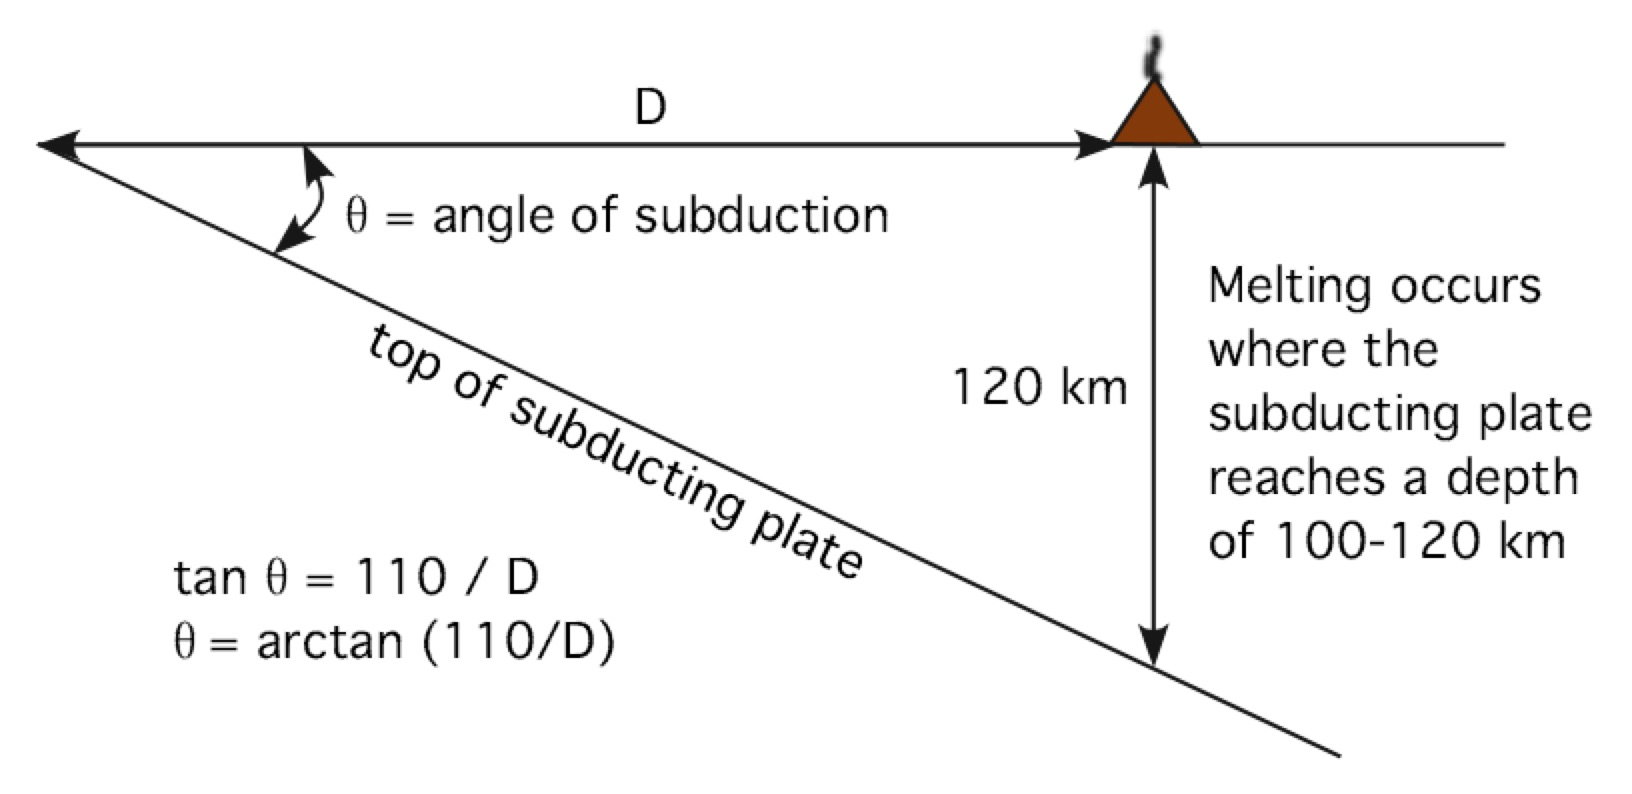 D
θ = angle of subduction
Melting occurs
where the
subducting plate
reaches a depth
of 100-120 km
120 km
top of subducting plate
tan θ = 110 / D
θ = arctan (110/D)